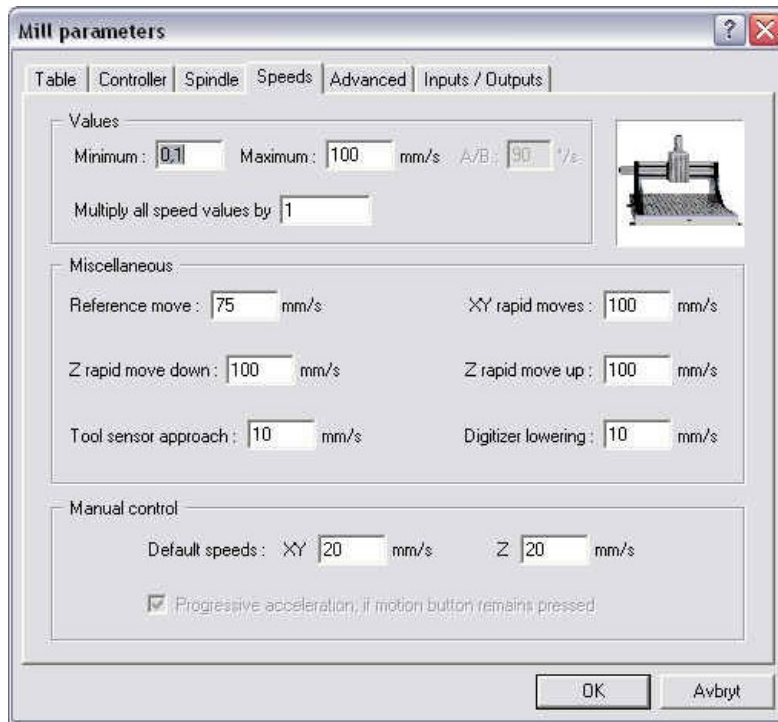 Mill parameters
Table Controller Spindle Speeds Advanced Inputs / Outputs
Values
Minimum : 0,1 Maximum : 100 mm/s A/B : 90 °/s
Multiply all speed values by 1
Miscellaneous
Reference move : 75 mm/s XY rapid moves : 100 mm/s
Z rapid move down : 100 mm/s Z rapid move up : 100 mm/s
Tool sensor approach : 10 mm/s Digitizer lowering : 10 mm/s
Manual control
Default speeds : XY 20 mm/s Z 20 mm/s
Progressive acceleration, if motion button remains pressed
OK Avbryt